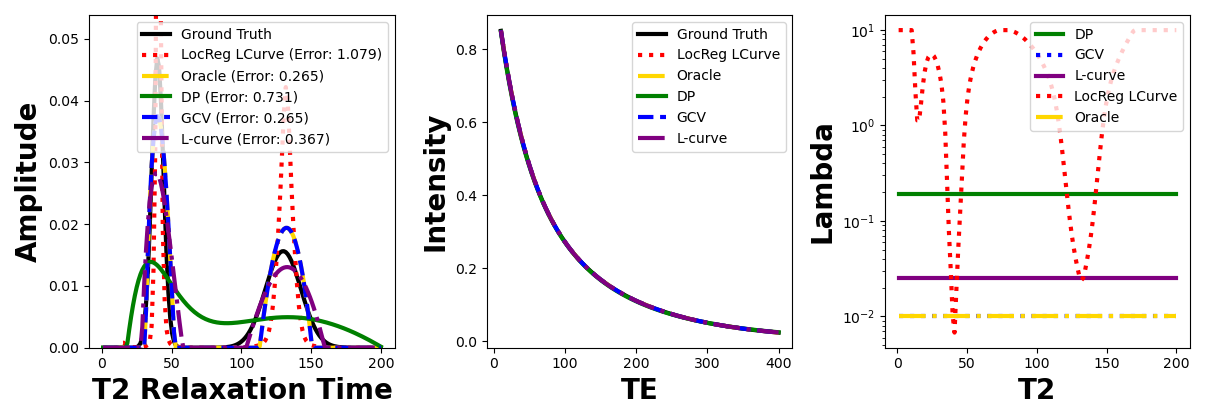 Amplitude
0.05
0.04
0.03
0.02
0.01
0.00
0
50
100
150
200
T2 Relaxation Time
Ground Truth
LocReg LCurve (Error: 1.079)
Oracle (Error: 0.265)
DP (Error: 0.731)
GCV (Error: 0.265)
L-curve (Error: 0.367)
Intensity
0.8
0.6
0.4
0.2
0.0
0
100
200
300
400
TE
Ground Truth
LocReg LCurve
Oracle
DP
GCV
L-curve
Lambda
10¹
10⁰
10⁻¹
10⁻²
0
50
100
150
200
T2
DP
GCV
L-curve
LocReg LCurve
Oracle